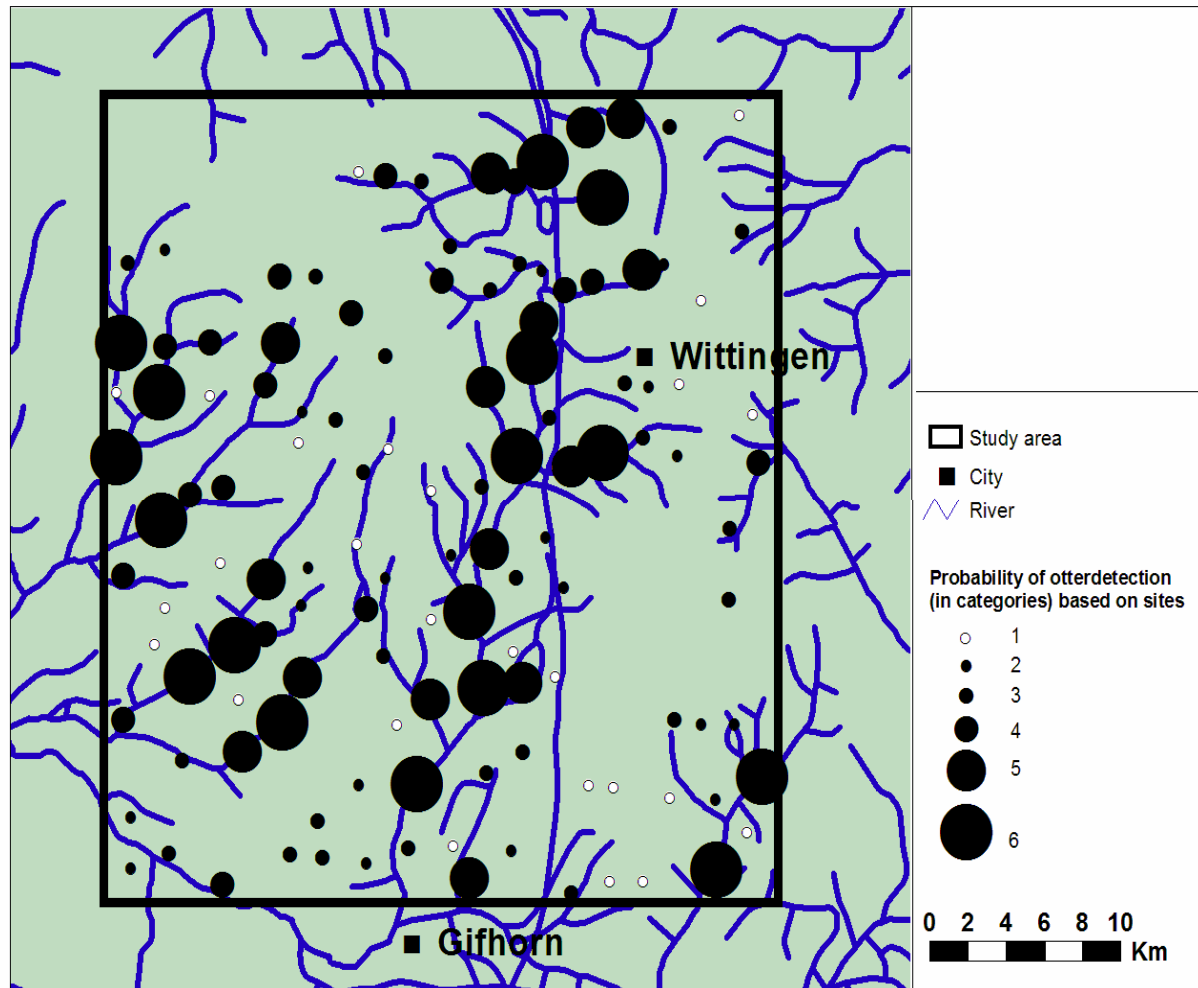 Wittingen
Gifhorn
Study area
City
River
Probability of otterdetection
(in categories) based on sites
1
2
3
4
5
6
0 2 4 6 8 10
Km